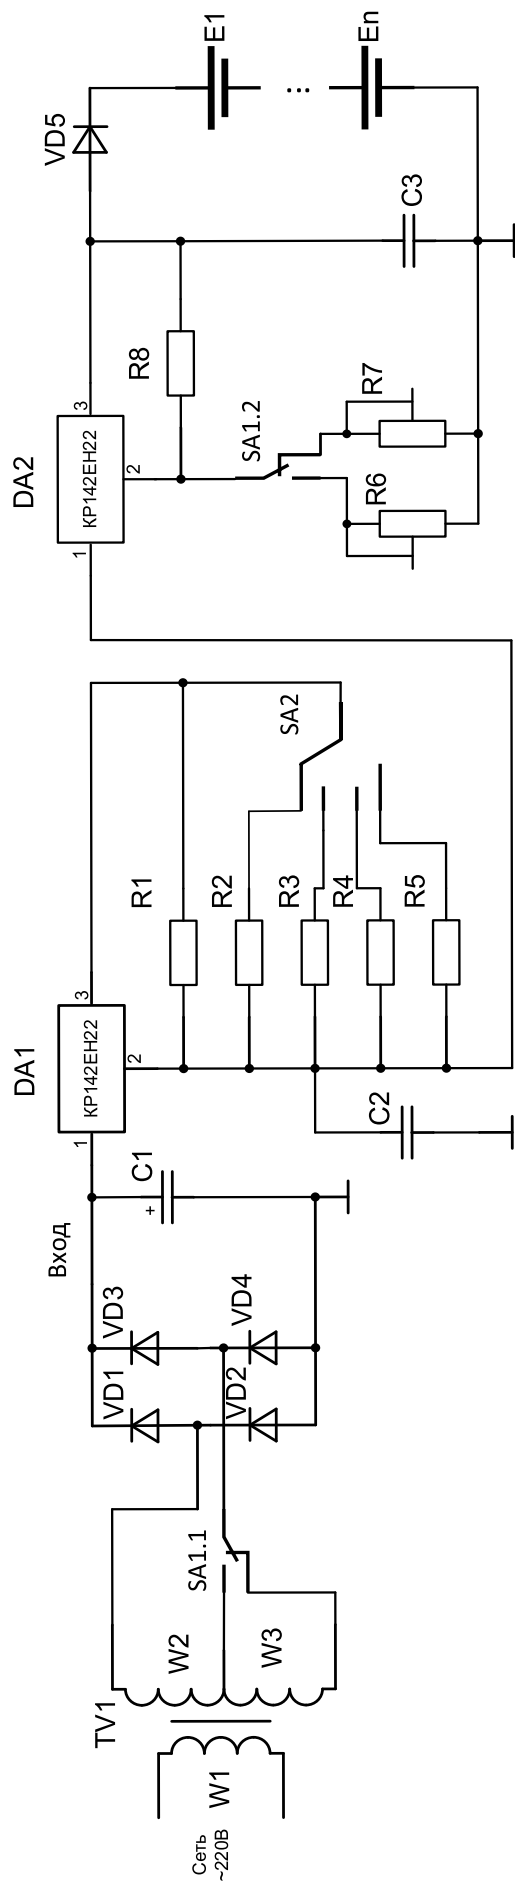 Сеть
~220В
W1
TV1
W2
W3
SA1.1
VD1
VD2
VD3
VD4
Вход
C1
+
DA1
1
КР142ЕН22
3
2
C2
R1
R2
R3
R4
R5
SA2
DA2
1
КР142ЕН22
3
2
R8
SA1.2
R6
R7
C3
VD5
E1
...
En